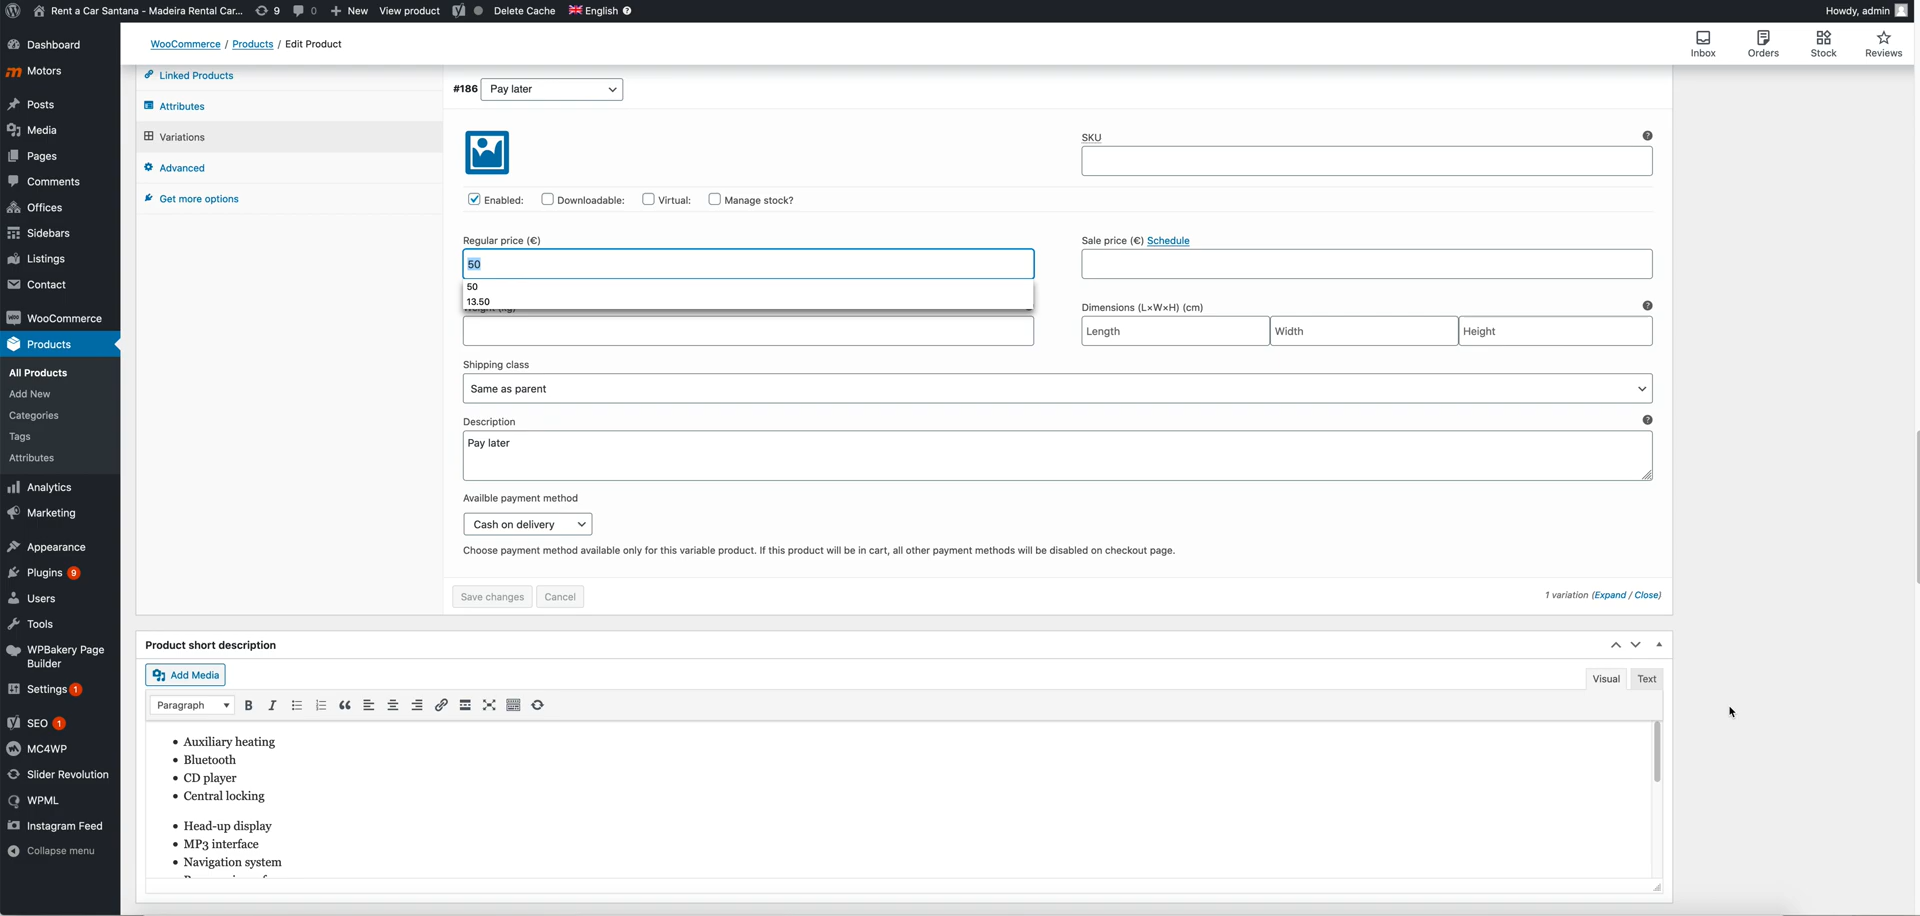 Rent a Car Santana - Madeira Rental Car... 9 0 New View product Delete Cache English Howdy, admin
WooCommerce / Products / Edit Product
Inbox Orders Stock Reviews
Dashboard
Motors
Posts
Media
Pages
Comments
Offices
Sidebars
Listings
Contact
WooCommerce
Products
All Products
Add New
Categories
Tags
Attributes
Analytics
Marketing
Appearance
Plugins 9
Users
Tools
WPBakery Page
Builder
Settings 1
SEO 1
MC4WP
Slider Revolution
WPML
Instagram Feed
Collapse menu
Linked Products
Attributes
Variations
Advanced
Get more options
#186 Pay later
SKU
Enabled: Downloadable: Virtual: Manage stock?
Regular price (€)
50
50
13.50
Sale price (€) Schedule
Weight (kg)
Dimensions (L×W×H) (cm)
Length Width Height
Shipping class
Same as parent
Description
Pay later
Availble payment method
Cash on delivery
Choose payment method available only for this variable product. If this product will be in cart, all other payment methods will be disabled on checkout page.
Save changes Cancel
1 variation (Expand / Close)
Product short description
Add Media
Visual Text
Paragraph
Auxiliary heating
Bluetooth
CD player
Central locking
Head-up display
MP3 interface
Navigation system